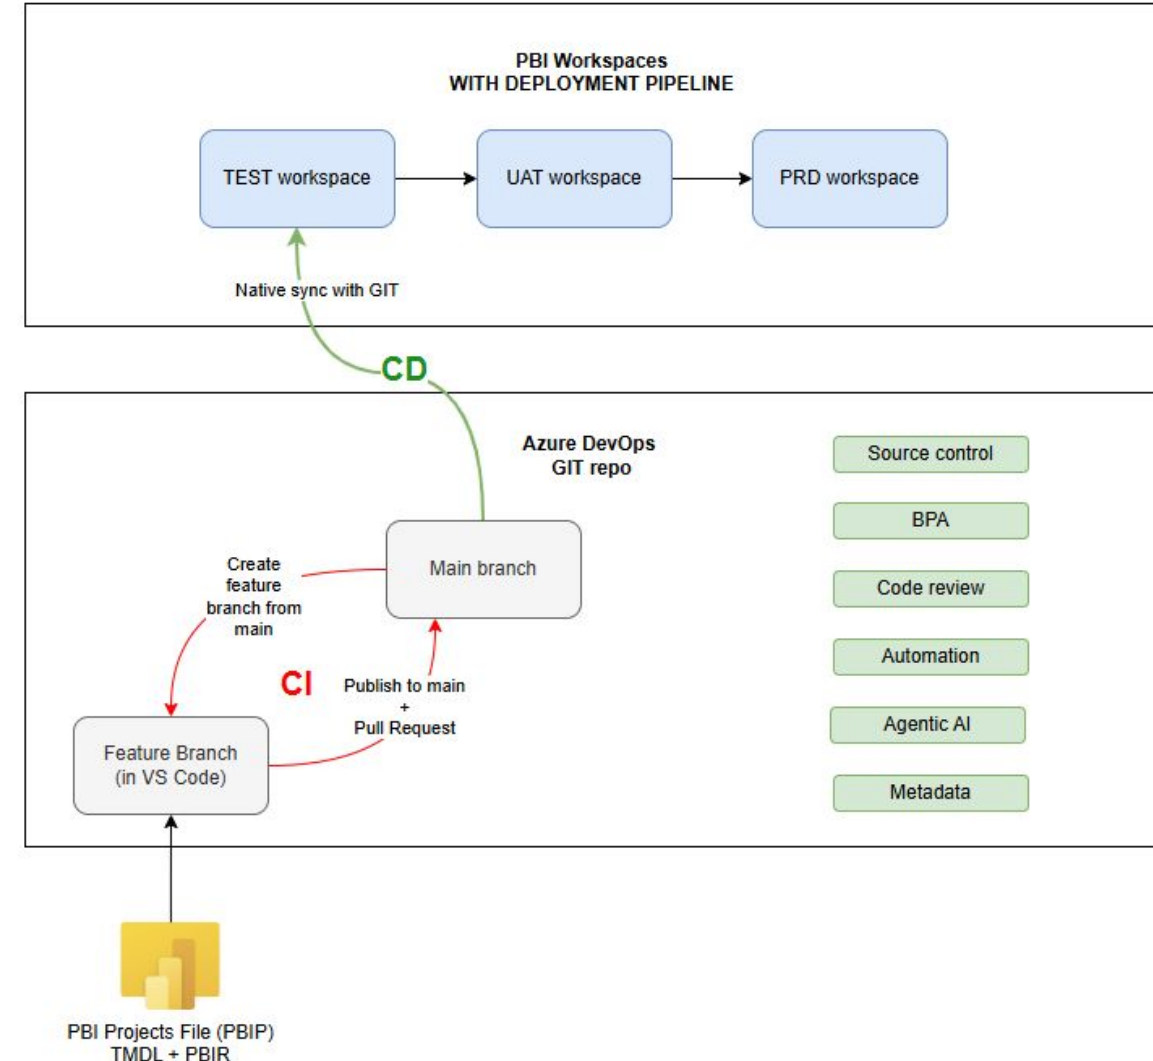 PBI Workspaces
WITH DEPLOYMENT PIPELINE
TEST workspace
UAT workspace
PRD workspace
Native sync with GIT
CD
Azure DevOps
GIT repo
Source control
BPA
Code review
Automation
Agentic AI
Metadata
Main branch
Create
feature
branch from
main
CI
Publish to main
+
Pull Request
Feature Branch
(in VS Code)
PBI Projects File (PBIP)
TMDL + PBIR